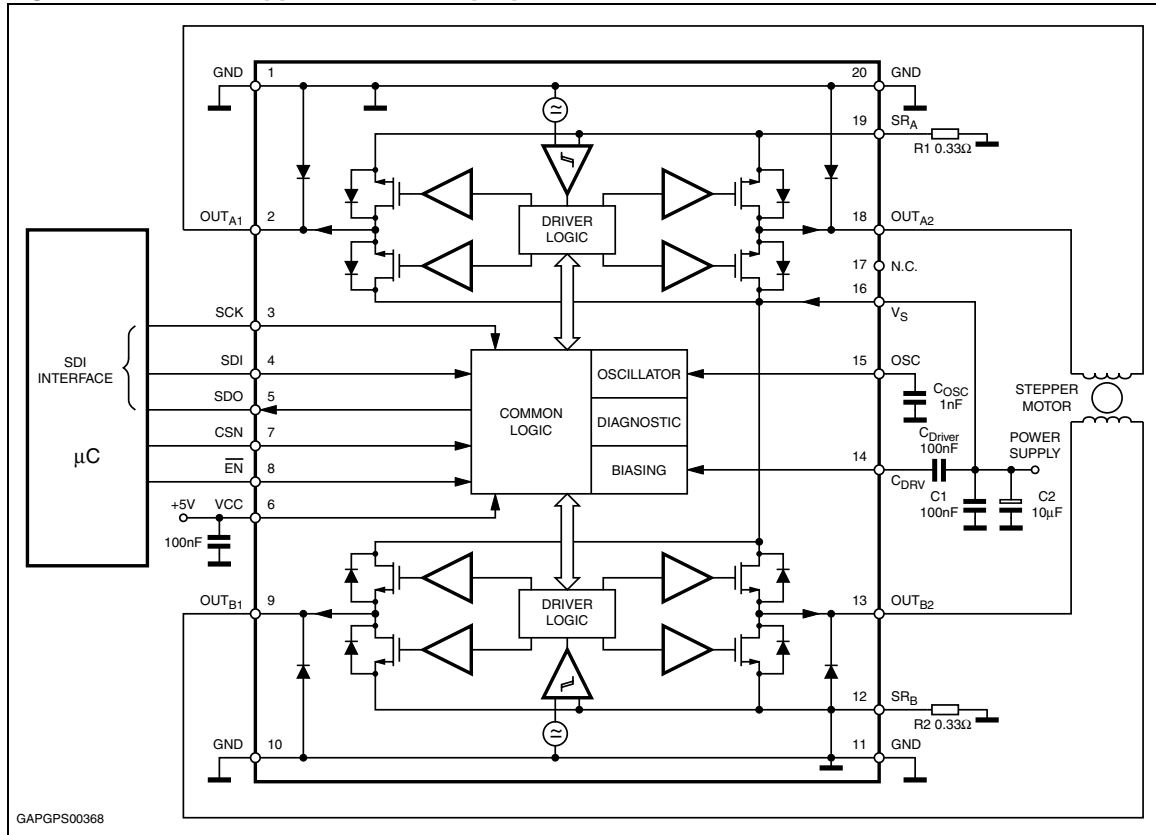 GND 1
20 GND
19 SRA
R1 0.33Ω
OUTA1 2
DRIVER
LOGIC
18 OUTA2
17 N.C.
16
VS
SCK 3
SDI
INTERFACE
SDI 4
15 OSC
OSCILLATOR
COSC
1nF
STEPPER
MOTOR
SDO 5
COMMON
LOGIC
DIAGNOSTIC
CSN 7
μC
CDriver
100nF
POWER
SUPPLY
EN 8
BIASING
14
CDRV
C1
100nF
C2
10μF
+5V VCC 6
100nF
OUTB1 9
DRIVER
LOGIC
13 OUTB2
12 SRB
R2 0.33Ω
GND 10
11 GND
GAPGPS00368